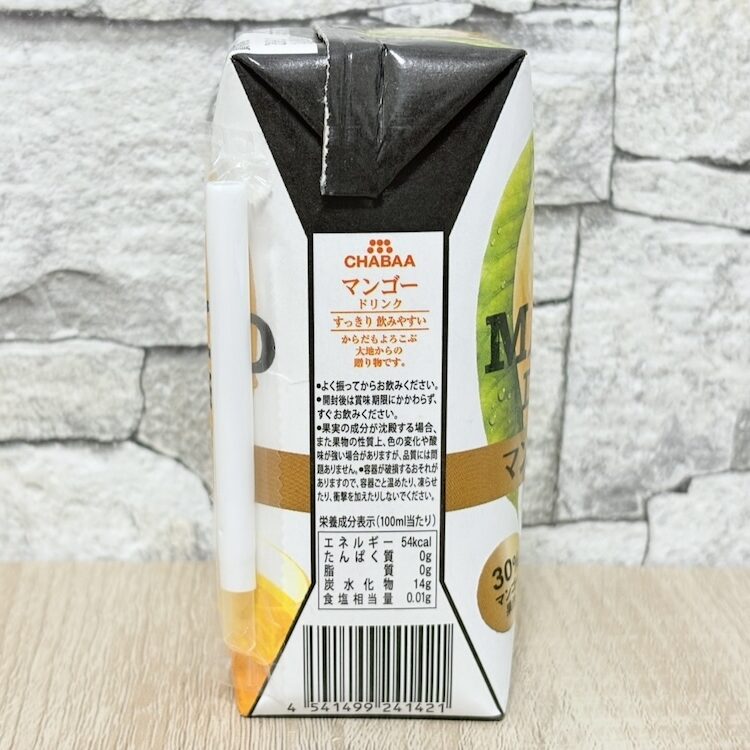 CHABAA
マンゴー
ドリンク
すっきり飲みやすい
からだもよろこぶ
大地からの
贈り物です。
●よく振ってからお飲みください。
●開封後は賞味期限にかかわらず、
すぐお飲みください。
●果実の成分が沈殿する場合、
また果物の性質上、色の変化や酸
味が強い場合がありますが、品質には問
題ありません。●容器が破損するおそれが
ありますので、容器ごと温めたり、凍らせ
たり、衝撃を加えたりしないでください。
栄養成分表示(100ml当たり)
エネルギー 54kcal
たんぱく質 0g
脂質 0g
炭水化物 14g
食塩相当量 0.01g
4 541499 241421
30%
マンゴ